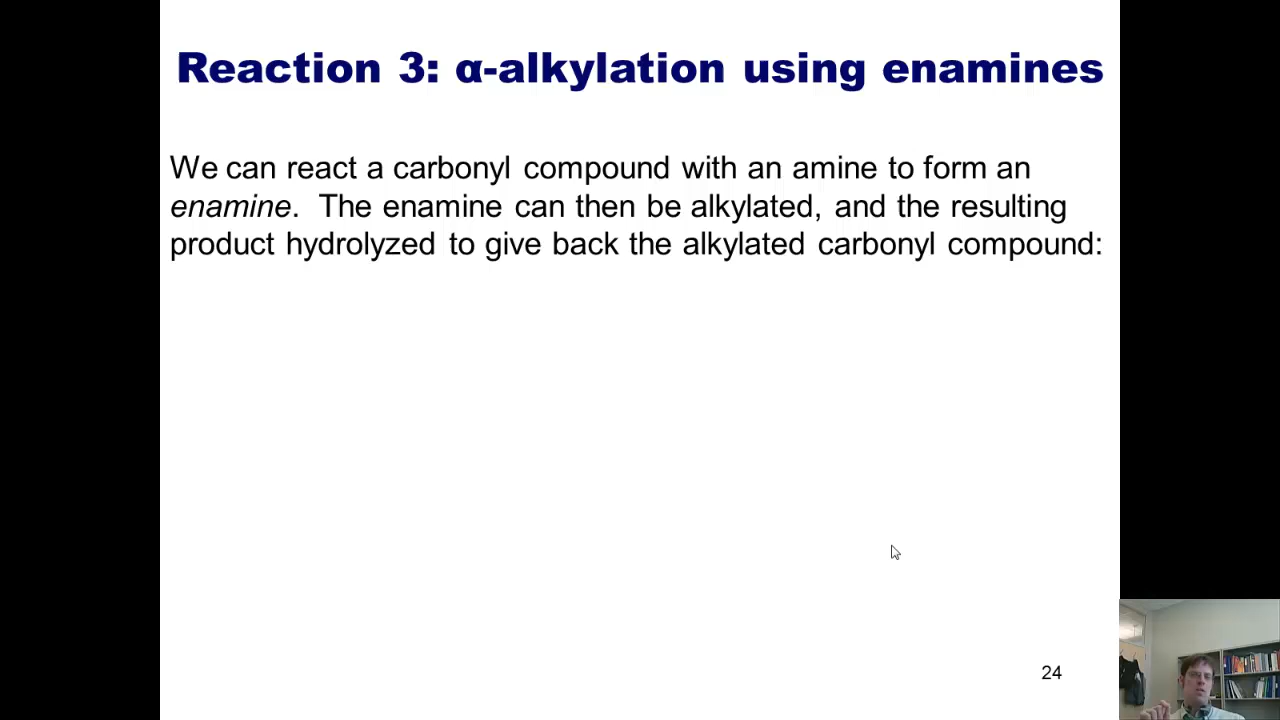 Reaction 3: α-alkylation using enamines
We can react a carbonyl compound with an amine to form an
enamine. The enamine can then be alkylated, and the resulting
product hydrolyzed to give back the alkylated carbonyl compound:
24